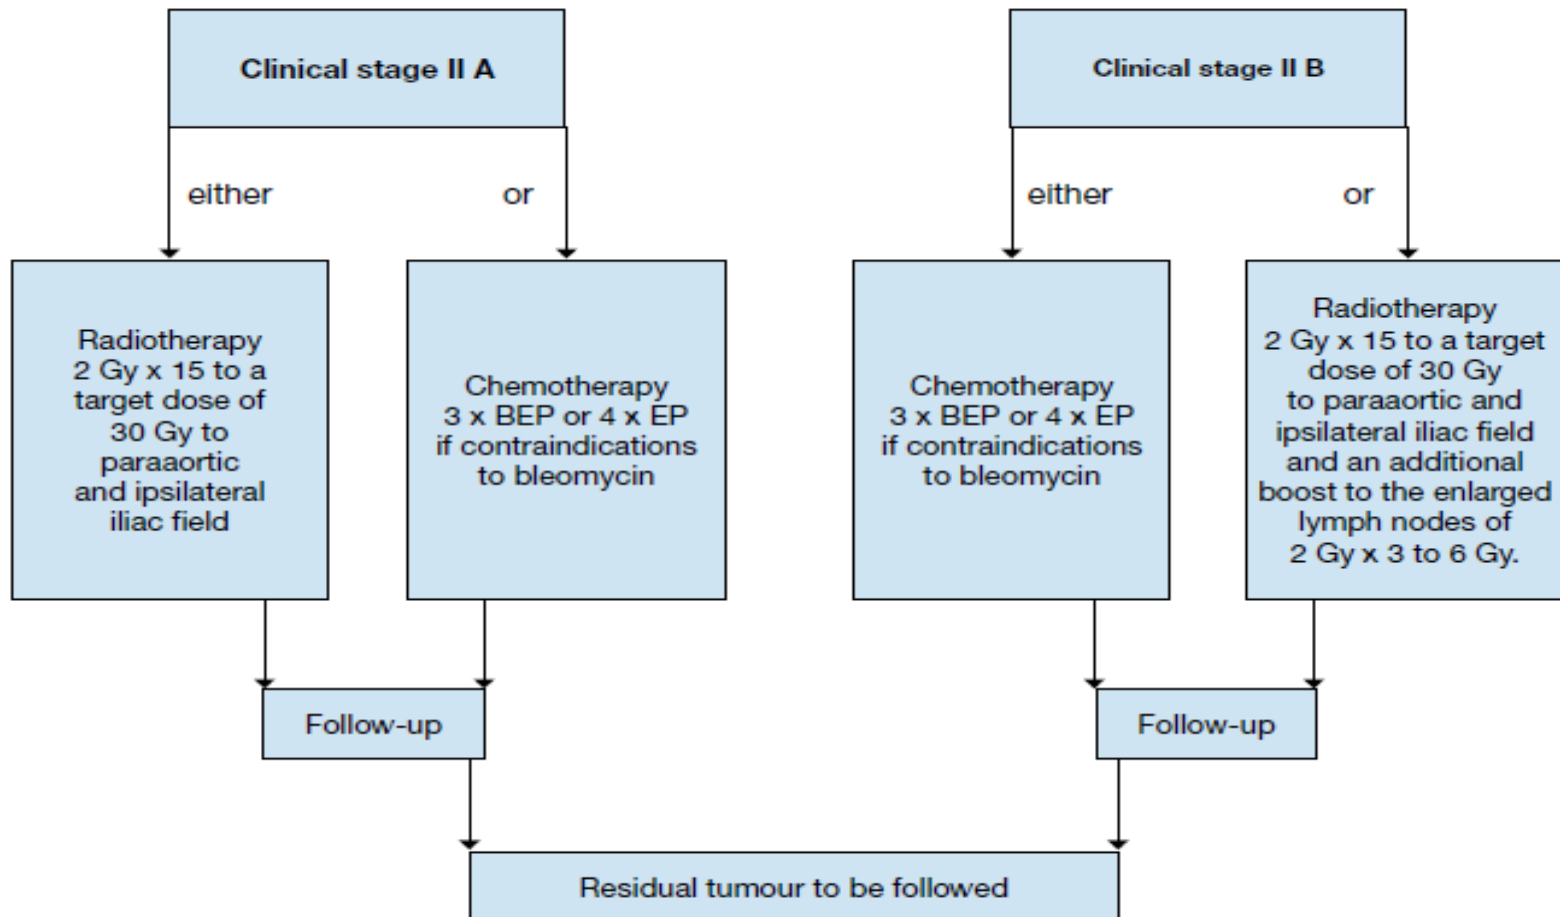 Clinical stage II A
Clinical stage II B
either
or
either
or
Radiotherapy
2 Gy x 15 to a
target dose of
30 Gy to
paraaortic
and ipsilateral
iliac field
Chemotherapy
3 x BEP or 4 x EP
if contraindications
to bleomycin
Chemotherapy
3 x BEP or 4 x EP
if contraindications
to bleomycin
Radiotherapy
2 Gy x 15 to a target
dose of 30 Gy
to paraaortic and
ipsilateral iliac field
and an additional
boost to the enlarged
lymph nodes of
2 Gy x 3 to 6 Gy.
Follow-up
Follow-up
Residual tumour to be followed